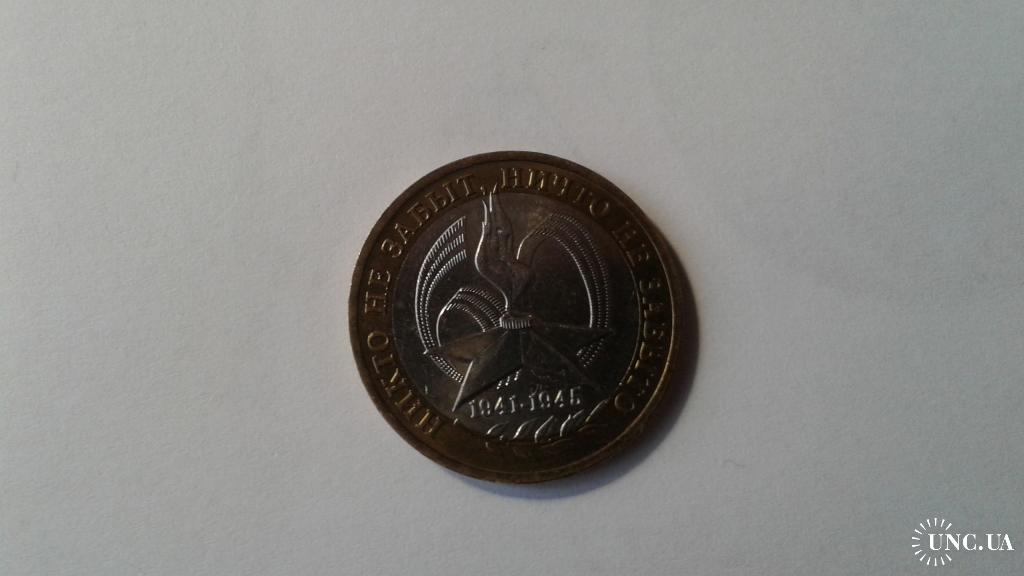 НИКТО НЕ ЗАБЫТ, НИЧТО НЕ ЗАБЫТО
1941-1945
UNC.UA